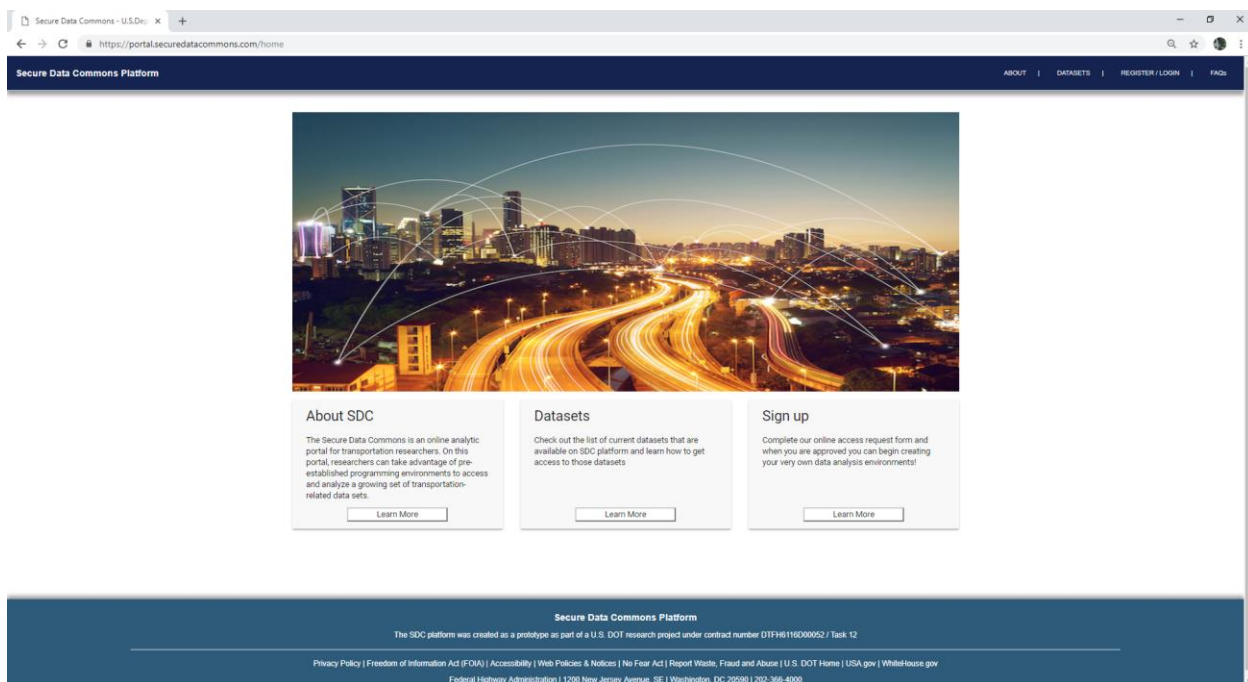 Secure Data Commons - U.S.De
https://portal.securedatacommons.com/home
Secure Data Commons Platform
ABOUT | DATASETS | REGISTER / LOGIN | FAQs
About SDC
The Secure Data Commons is an online analytic
portal for transportation researchers. On this
portal, researchers can take advantage of pre-
established programming environments to access
and analyze a growing set of transportation-
related data sets.
Learn More
Datasets
Check out the list of current datasets that are
available on SDC platform and learn how to get
access to those datasets
Learn More
Sign up
Complete our online access request form and
when you are approved you can begin creating
your very own data analysis environments!
Learn More
Secure Data Commons Platform
The SDC platform was created as a prototype as part of a U.S. DOT research project under contract number DTFH6116D00052 / Task 12
Privacy Policy | Freedom of Information Act (FOIA) | Accessibility | Web Policies & Notices | No Fear Act | Report Waste, Fraud and Abuse | U.S. DOT Home | USA.gov | WhiteHouse.gov
Federal Highway Administration | 1200 New Jersey Avenue, SE | Washington, DC 20590 | 202-366-4000